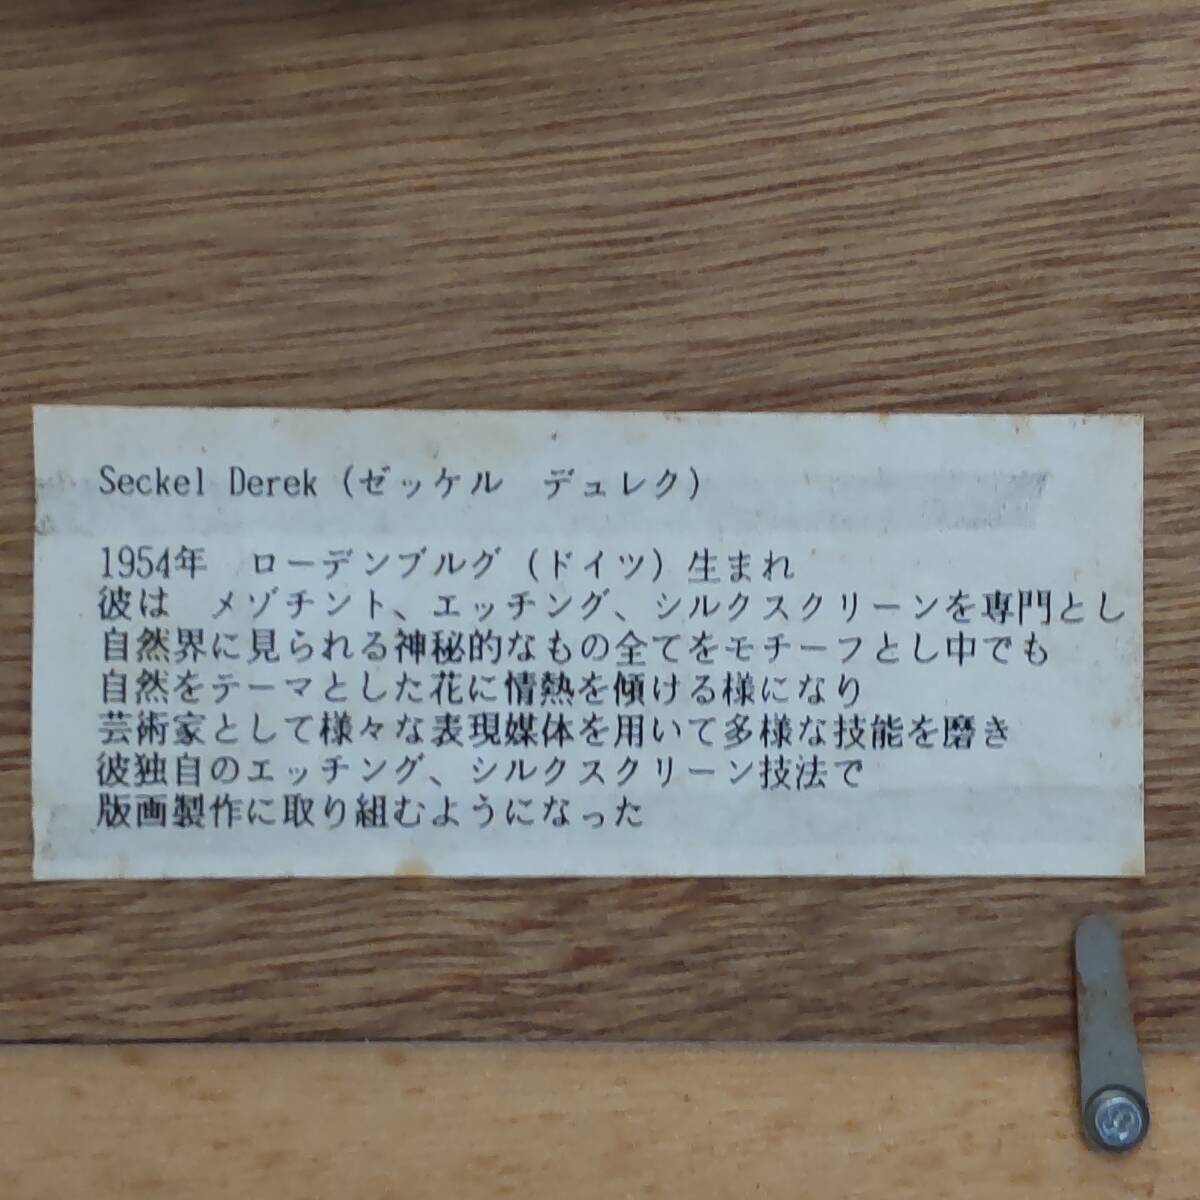 Seckel Derek (ゼッケル　デュレク)
1954年　ローデンブルグ (ドイツ) 生まれ
彼は　メゾチント、エッチング、シルクスクリーンを専門とし
自然界に見られる神秘的なもの全てをモチーフとし中でも
自然をテーマとした花に情熱を傾ける様になり
芸術家として様々な表現媒体を用いて多様な技能を磨き
彼独自のエッチング、シルクスクリーン技法で
版画製作に取り組むようになった